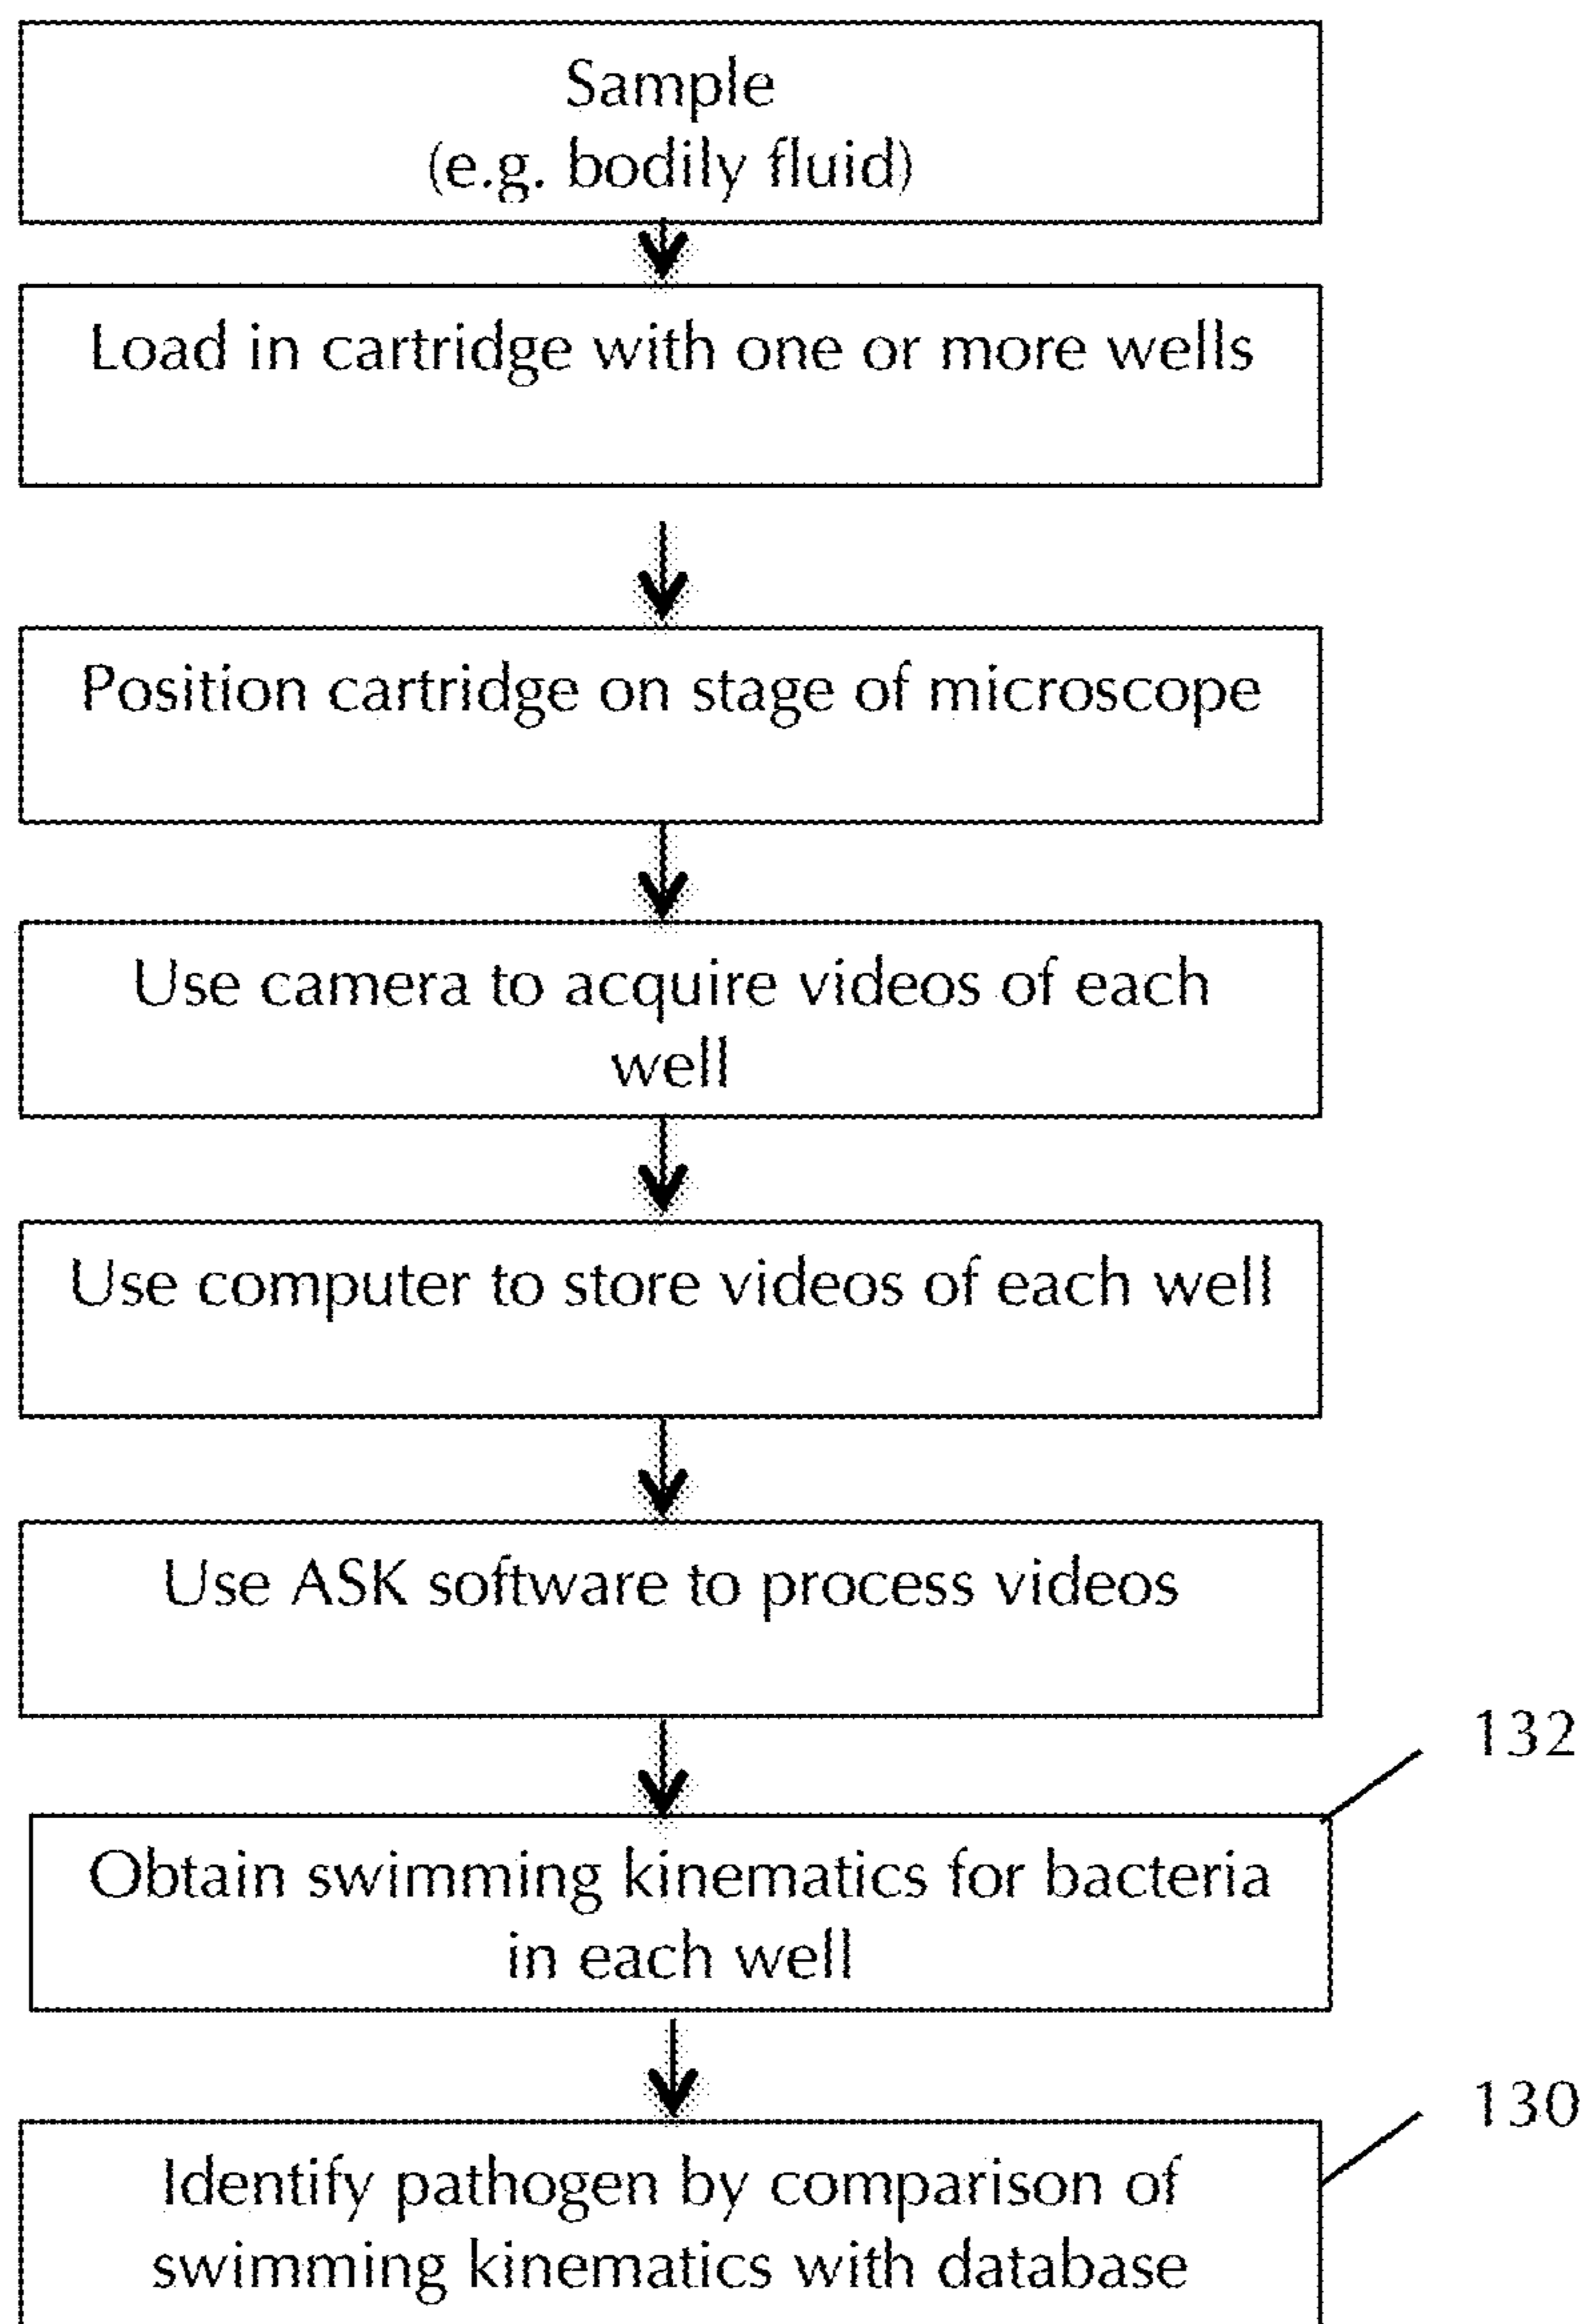 Sample
(e.g. bodily fluid)
Load in cartridge with one or more wells
Position cartridge on stage of microscope
Use camera to acquire videos of each
well
Use computer to store videos of each well
Use ASK software to process videos
132
Obtain swimming kinematics for bacteria
in each well
130
Identify pathogen by comparison of
swimming kinematics with database